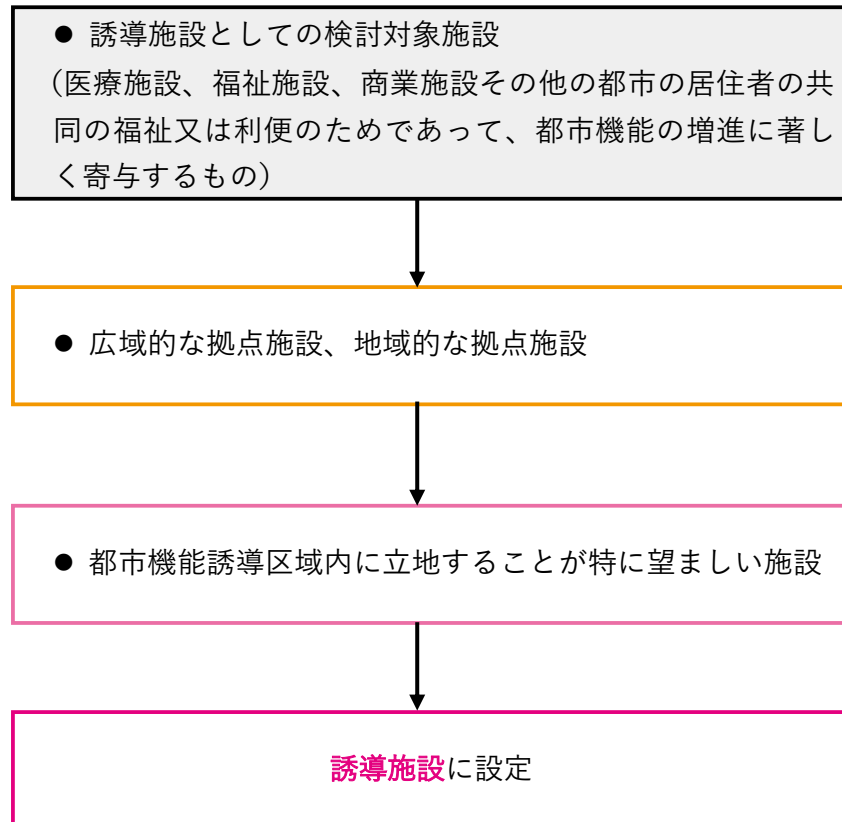 ● 誘導施設としての検討対象施設
（医療施設、福祉施設、商業施設その他の都市の居住者の共
同の福祉又は利便のためであって、都市機能の増進に著し
く寄与するもの）
● 広域的な拠点施設、地域的な拠点施設
● 都市機能誘導区域内に立地することが特に望ましい施設
誘導施設に設定